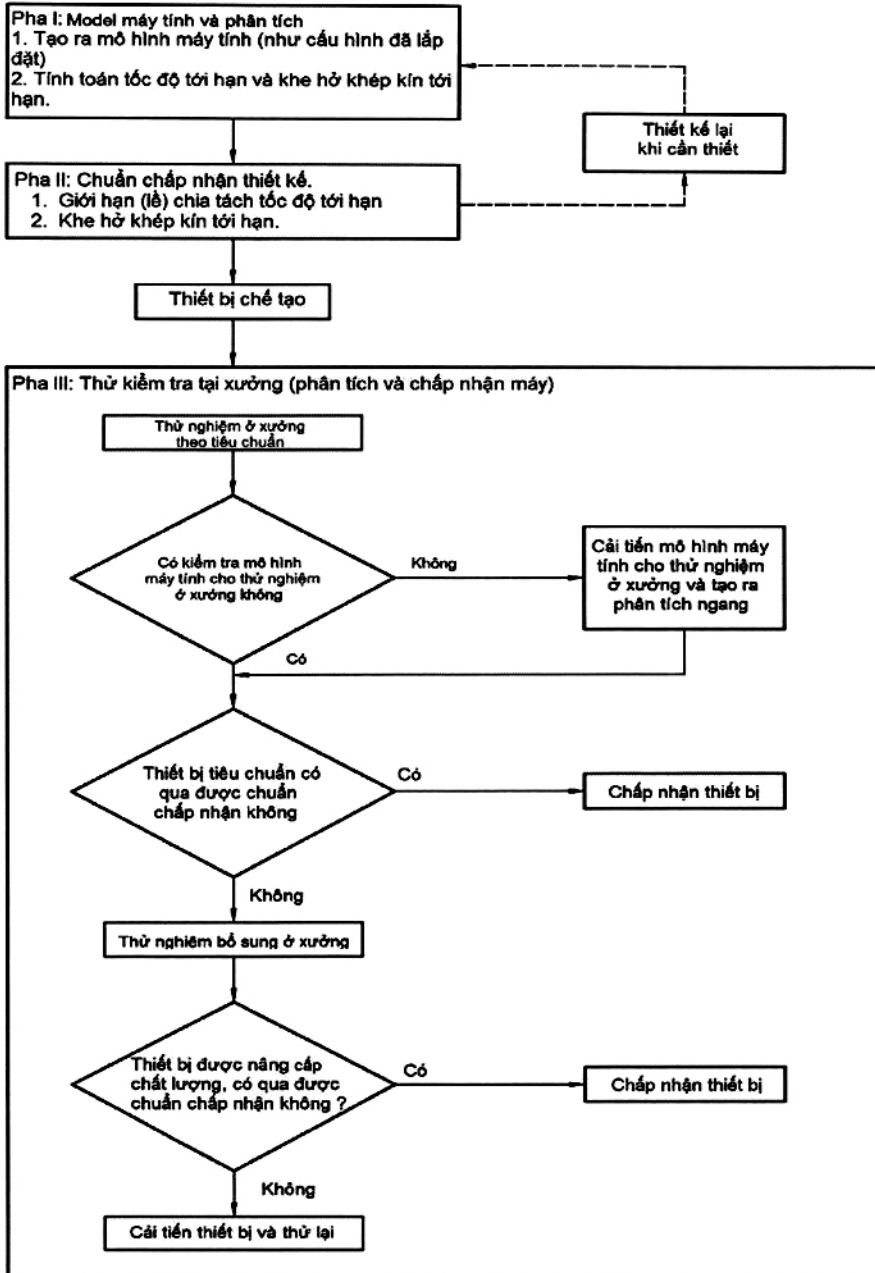 Pha I: Model máy tính và phân tích
1. Tạo ra mô hình máy tính (như cấu hình đã lắp
đặt)
2. Tính toán tốc độ tới hạn và khe hở khép kín tới
hạn.
Thiết kế lại
khi cần thiết
Pha II: Chuẩn chấp nhận thiết kế.
1. Giới hạn (lề) chia tách tốc độ tới hạn
2. Khe hở khép kín tới hạn.
Thiết bị chế tạo
Pha III: Thử kiểm tra tại xưởng (phân tích và chấp nhận máy)
Thử nghiệm ở xưởng
theo tiêu chuẩn
Có kiểm tra mô hình
máy tính cho thử nghiệm
ở xưởng không
Không
Cải tiến mô hình máy
tính cho thử nghiệm
ở xưởng và tạo ra
phân tích ngang
Có
Thiết bị tiêu chuẩn có
qua được chuẩn
chấp nhận không
Có
Chấp nhận thiết bị
Không
Thử nghiêm bổ sung ở xưởng
Thiết bị được nâng cấp
chất lượng, có qua được
chuẩn chấp nhận không ?
Có
Chấp nhận thiết bị
Không
Cải tiến thiết bị và thử lại